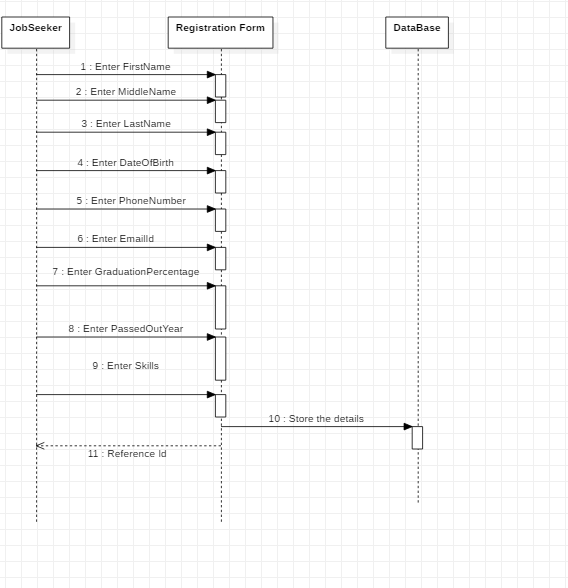 JobSeeker
Registration Form
DataBase
1 : Enter FirstName
2 : Enter MiddleName
3 : Enter LastName
4 : Enter DateOfBirth
5 : Enter PhoneNumber
6 : Enter EmailId
7 : Enter GraduationPercentage
8 : Enter PassedOutYear
9 : Enter Skills
10 : Store the details
11 : Reference Id